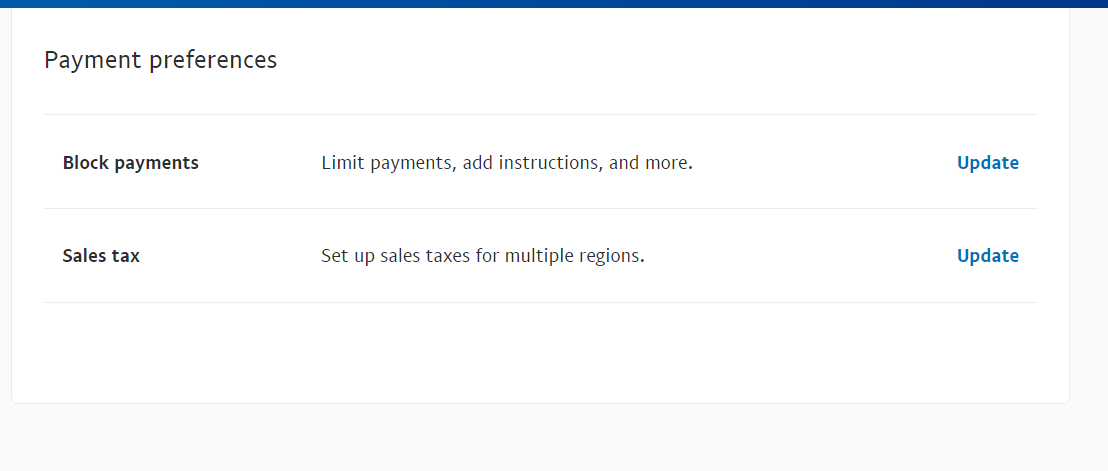 Payment preferences
Block payments Limit payments, add instructions, and more. Update
Sales tax Set up sales taxes for multiple regions. Update